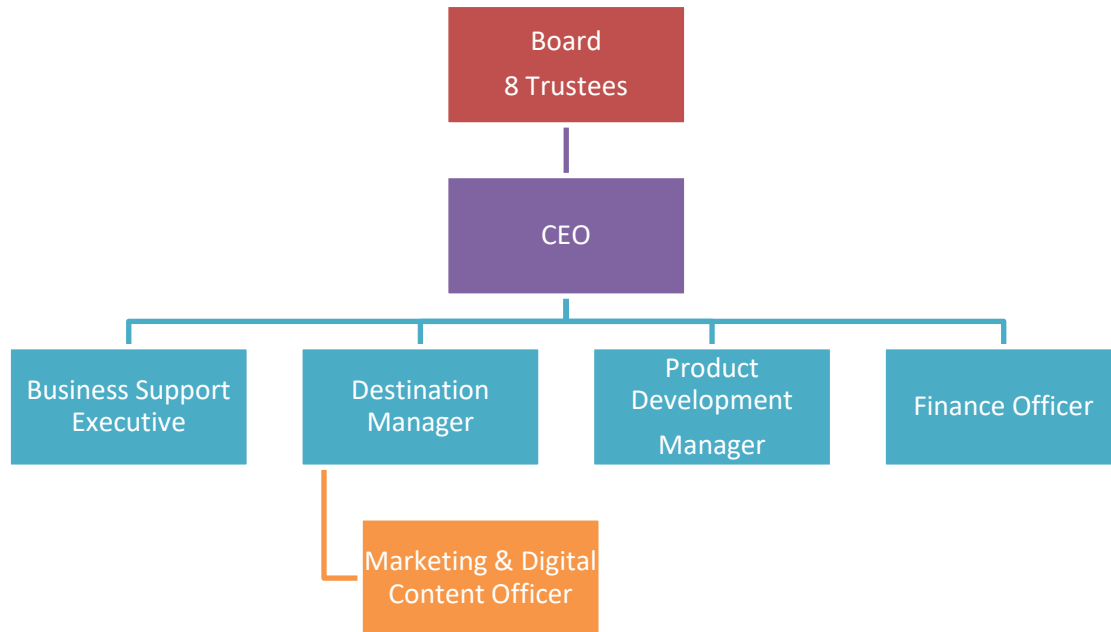 Board
8 Trustees
CEO
Business Support
Executive
Destination
Manager
Product
Development
Manager
Finance Officer
Marketing & Digital
Content Officer